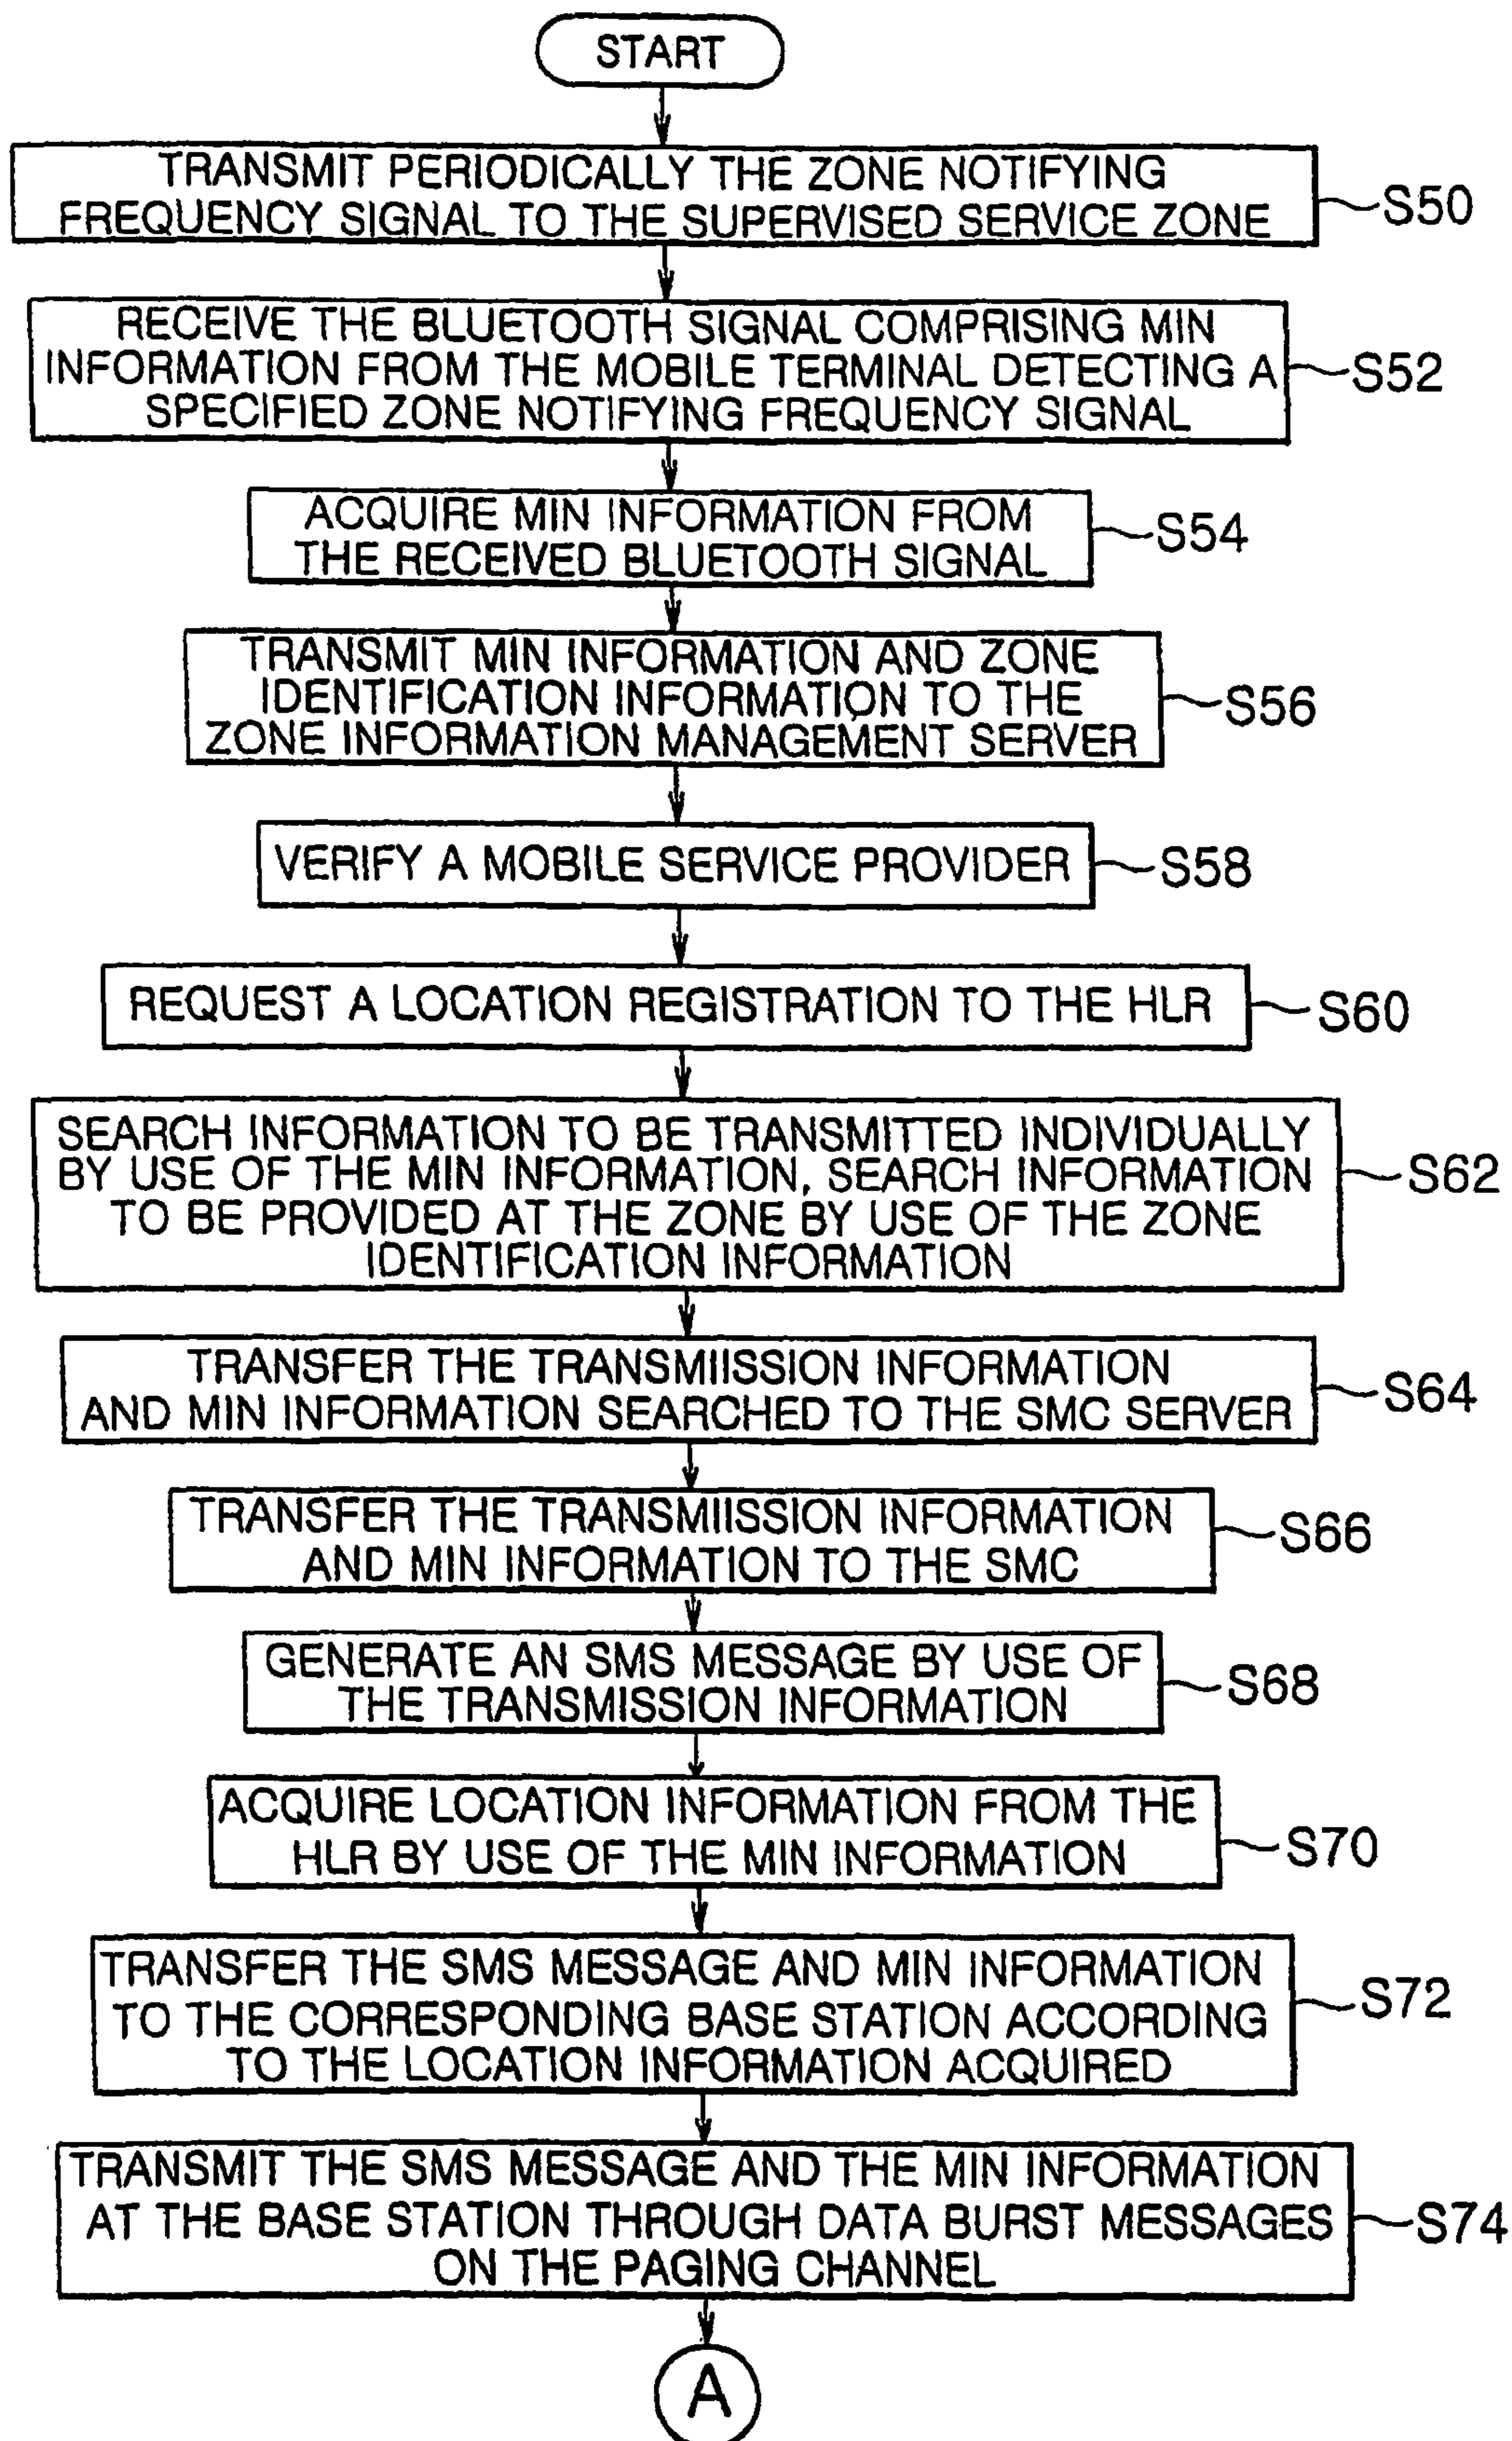 START
TRANSMIT PERIODICALLY THE ZONE NOTIFYING
FREQUENCY SIGNAL TO THE SUPERVISED SERVICE ZONE
S50
RECEIVE THE BLUETOOTH SIGNAL COMPRISING MIN
INFORMATION FROM THE MOBILE TERMINAL DETECTING A
SPECIFIED ZONE NOTIFYING FREQUENCY SIGNAL
S52
ACQUIRE MIN INFORMATION FROM
THE RECEIVED BLUETOOTH SIGNAL
S54
TRANSMIT MIN INFORMATION AND ZONE
IDENTIFICATION INFORMATION TO THE
ZONE INFORMATION MANAGEMENT SERVER
S56
VERIFY A MOBILE SERVICE PROVIDER
S58
REQUEST A LOCATION REGISTRATION TO THE HLR
S60
SEARCH INFORMATION TO BE TRANSMITTED INDIVIDUALLY
BY USE OF THE MIN INFORMATION, SEARCH INFORMATION
TO BE PROVIDED AT THE ZONE BY USE OF THE ZONE
IDENTIFICATION INFORMATION
S62
TRANSFER THE TRANSMIISSION INFORMATION
AND MIN INFORMATION SEARCHED TO THE SMC SERVER
S64
TRANSFER THE TRANSMIISSION INFORMATION
AND MIN INFORMATION TO THE SMC
S66
GENERATE AN SMS MESSAGE BY USE OF
THE TRANSMISSION INFORMATION
S68
ACQUIRE LOCATION INFORMATION FROM THE
HLR BY USE OF THE MIN INFORMATION
S70
TRANSFER THE SMS MESSAGE AND MIN INFORMATION
TO THE CORRESPONDING BASE STATION ACCORDING
TO THE LOCATION INFORMATION ACQUIRED
S72
TRANSMIT THE SMS MESSAGE AND THE MIN INFORMATION
AT THE BASE STATION THROUGH DATA BURST MESSAGES
ON THE PAGING CHANNEL
S74
A